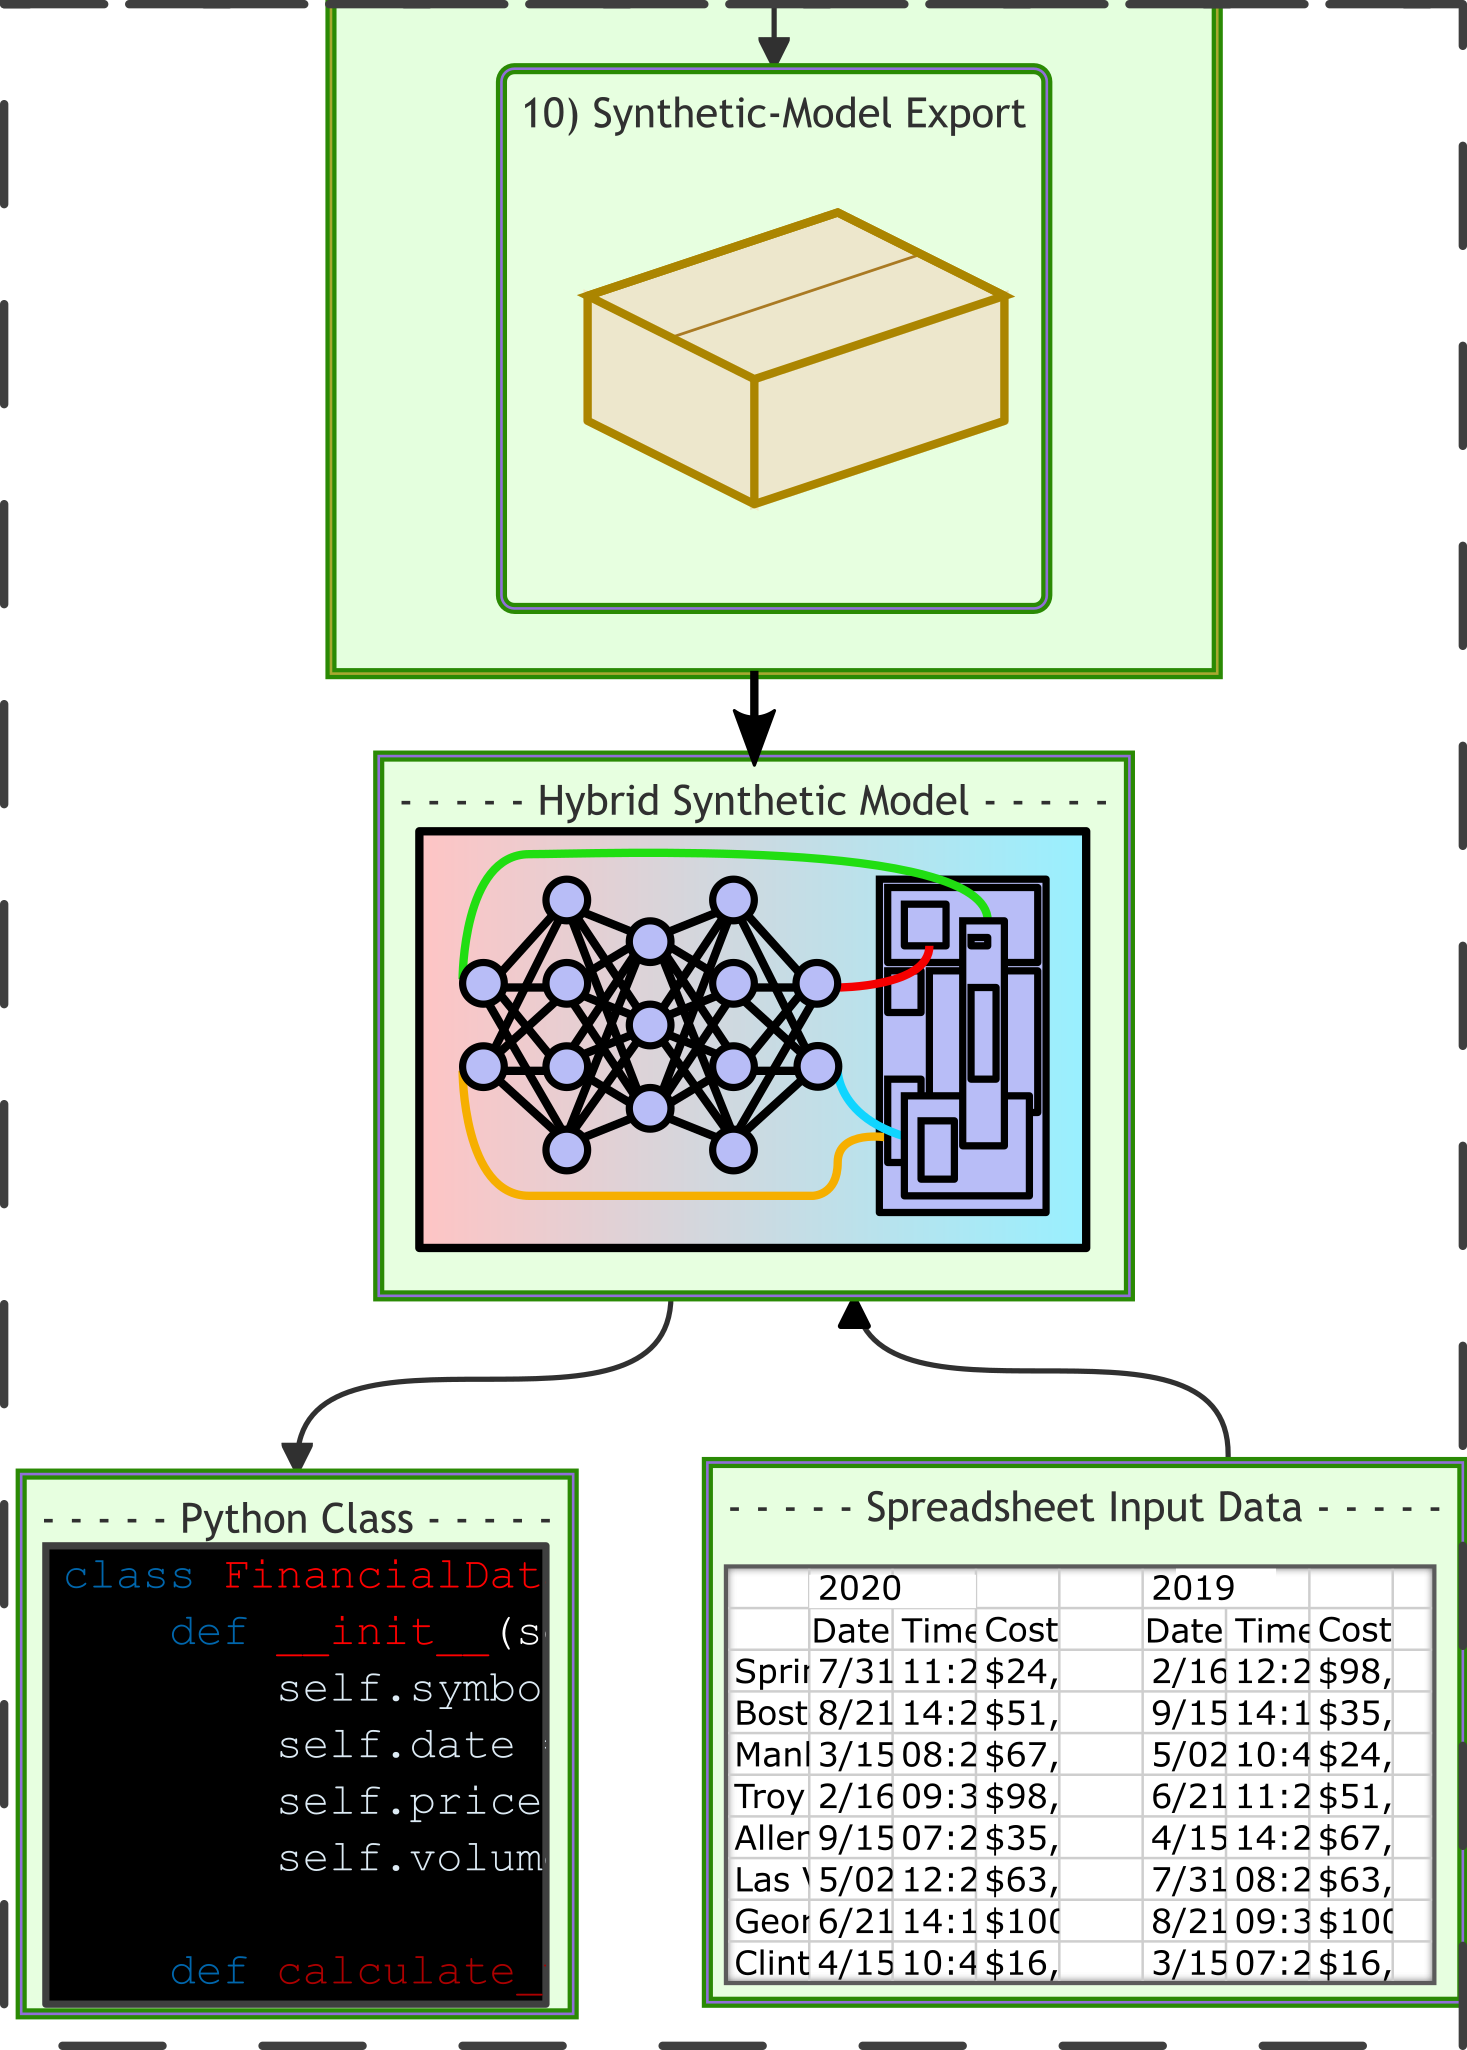 10) Synthetic-Model Export
- - - - - Hybrid Synthetic Model - - - - -
- - - - - Python Class - - - - -
class FinancialDat
def __init__(s
self.symbo
self.date
self.price
self.volum
def calculate_
- - - - - Spreadsheet Input Data - - - - -
2020 2019
Date Time Cost Date Time Cost
Sprin 7/31 11:2 $24, 2/16 12:2 $98,
Bost 8/21 14:2 $51, 9/15 14:1 $35,
Manl 3/15 08:2 $67, 5/02 10:4 $24,
Troy 2/16 09:3 $98, 6/21 11:2 $51,
Aller 9/15 07:2 $35, 4/15 14:2 $67,
Las V 5/02 12:2 $63, 7/31 08:2 $63,
Geor 6/21 14:1 $100 8/21 09:3 $100
Clint 4/15 10:4 $16, 3/15 07:2 $16,